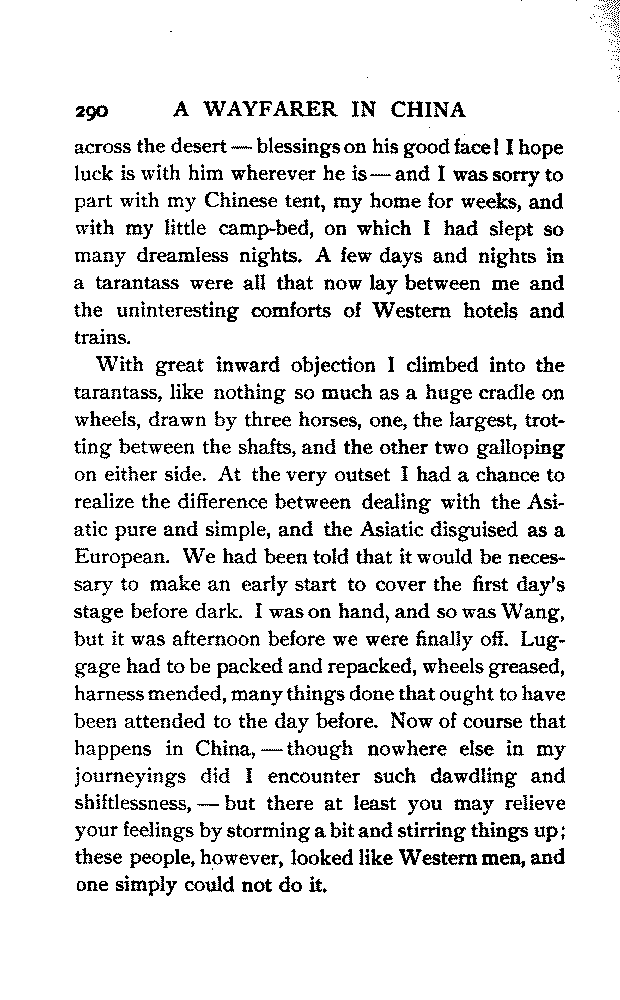 290 A WAYFARER IN CHINA
across the desert — blessings on his good face! I hope
luck is with him wherever he is — and I was sorry to
part with my Chinese tent, my home for weeks, and
with my little camp-bed, on which I had slept so
many dreamless nights. A few days and nights in
a tarantass were all that now lay between me and
the uninteresting comforts of Western hotels and
trains.
With great inward objection I climbed into the
tarantass, like nothing so much as a huge cradle on
wheels, drawn by three horses, one, the largest, trot-
ting between the shafts, and the other two galloping
on either side. At the very outset I had a chance to
realize the difference between dealing with the Asi-
atic pure and simple, and the Asiatic disguised as a
European. We had been told that it would be neces-
sary to make an early start to cover the first day's
stage before dark. I was on hand, and so was Wang,
but it was afternoon before we were finally off. Lug-
gage had to be packed and repacked, wheels greased,
harness mended, many things done that ought to have
been attended to the day before. Now of course that
happens in China, — though nowhere else in my
journeyings did I encounter such dawdling and
shiftlessness, — but there at least you may relieve
your feelings by storming a bit and stirring things up;
these people, however, looked like Western men, and
one simply could not do it.